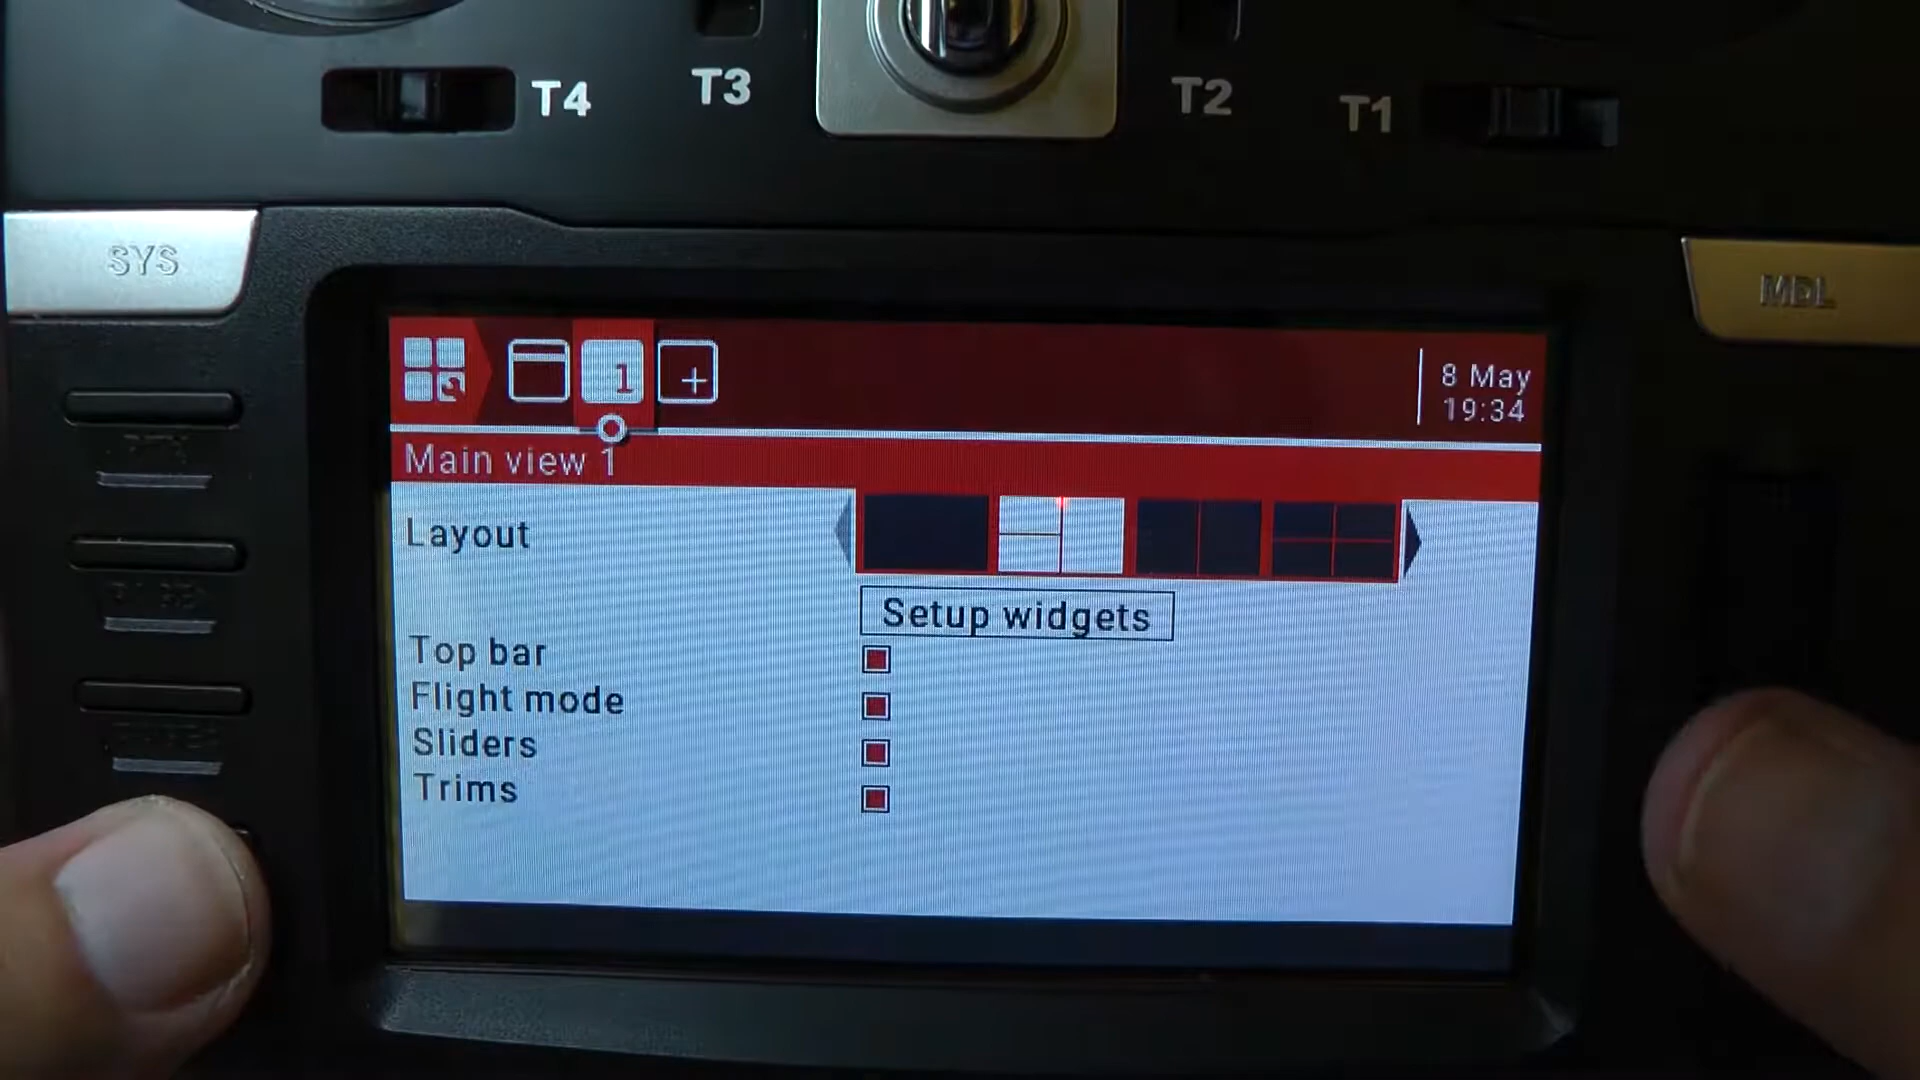 T4
T3
T2
T1
SYS
MDL
1
8 May
19:34
Main view 1
Layout
Setup widgets
Top bar
Flight mode
Sliders
Trims